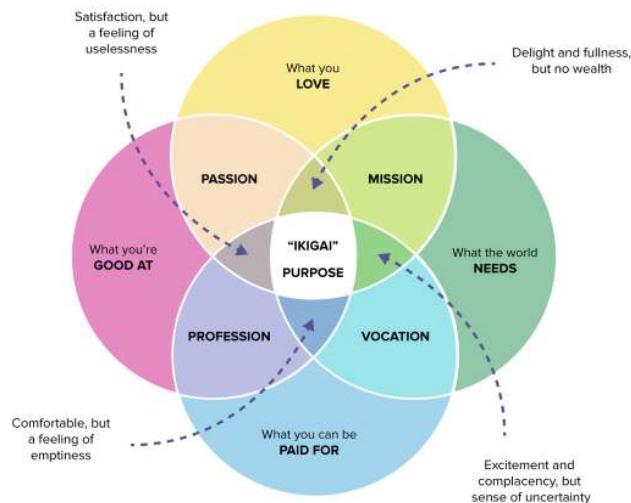 Satisfaction, but
a feeling of
uselessness
Delight and fullness,
but no wealth
What you
LOVE
PASSION
MISSION
What you're
GOOD AT
"IKIGAI"
PURPOSE
What the world
NEEDS
PROFESSION
VOCATION
What you can be
PAID FOR
Comfortable, but
a feeling of
emptiness
Excitement and
complacency, but
sense of uncertainty